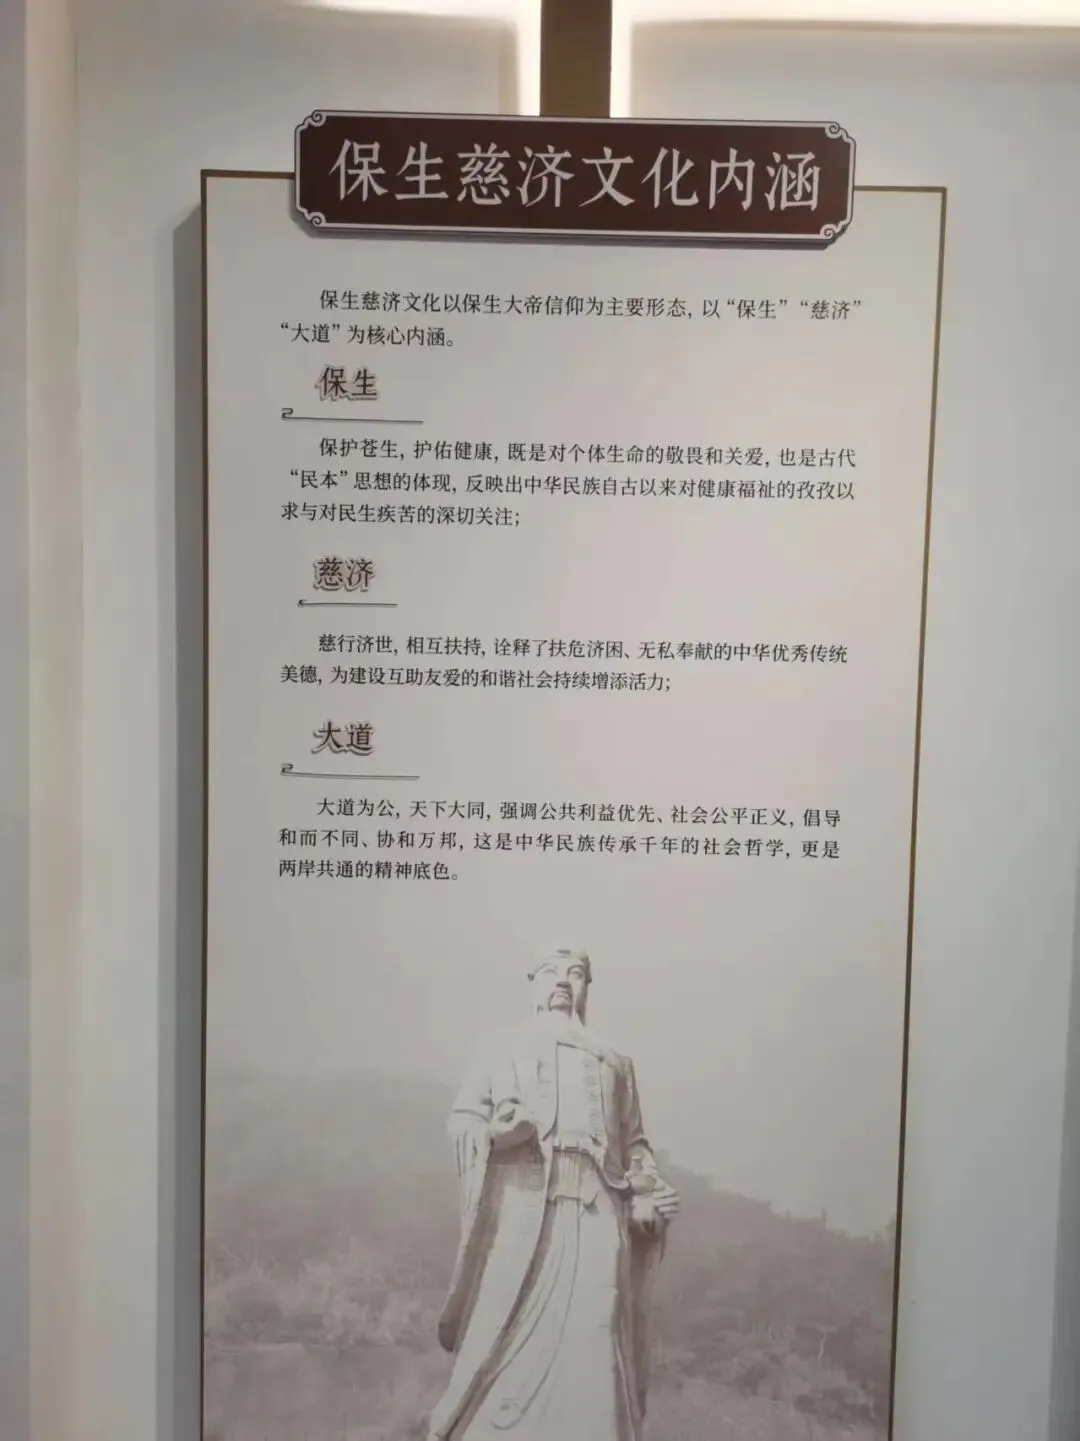 保生慈济文化内涵
保生慈济文化以保生大帝信仰为主要形态，以“保生”“慈济”
“大道”为核心内涵。
保生
保护苍生，护佑健康，既是对个体生命的敬畏和关爱，也是古代
“民本”思想的体现，反映出中华民族自古以来对健康福祉的孜孜以
求与对民生疾苦的深切关注；
慈济
慈行济世，相互扶持，诠释了扶危济困、无私奉献的中华优秀传统
美德，为建设互助友爱的和谐社会持续增添活力；
大道
大道为公，天下大同，强调公共利益优先、社会公平正义，倡导
和而不同、协和万邦，这是中华民族传承千年的社会哲学，更是
两岸共通的精神底色。